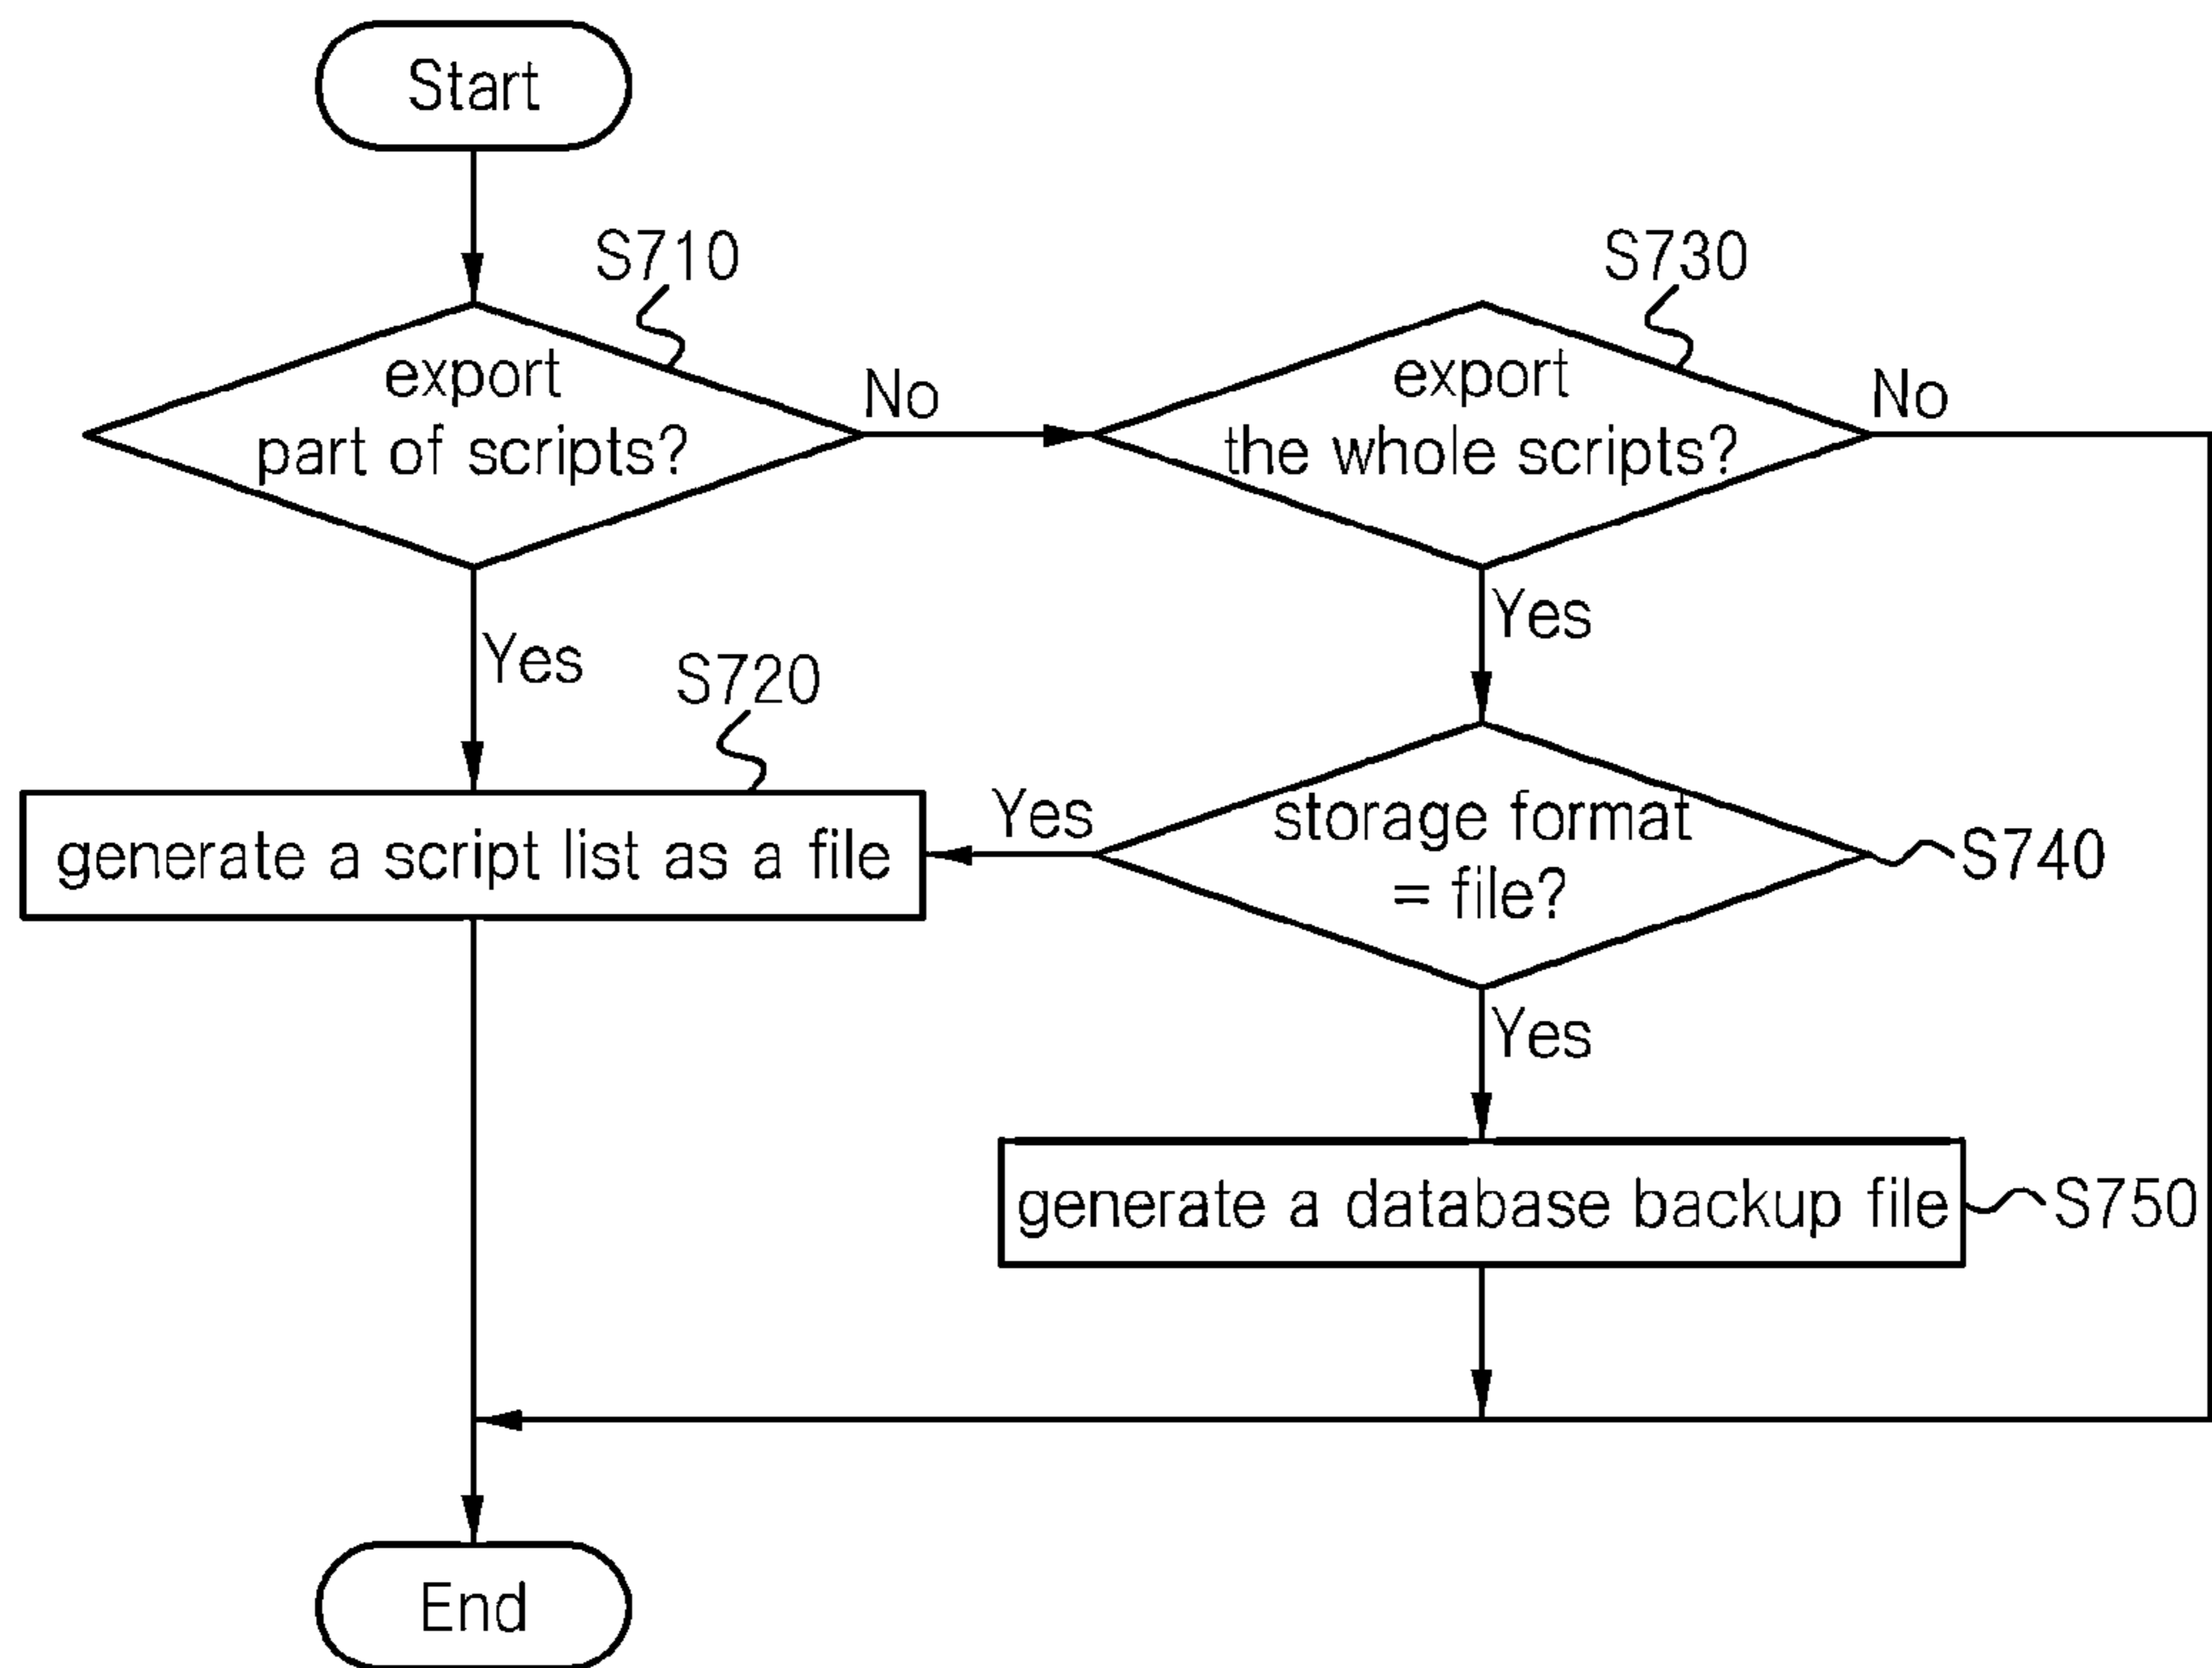 Start
S710
export
part of scripts?
No
S730
export
the whole scripts?
No
Yes
Yes
S720
generate a script list as a file
Yes
storage format
= file?
S740
Yes
generate a database backup file
S750
End